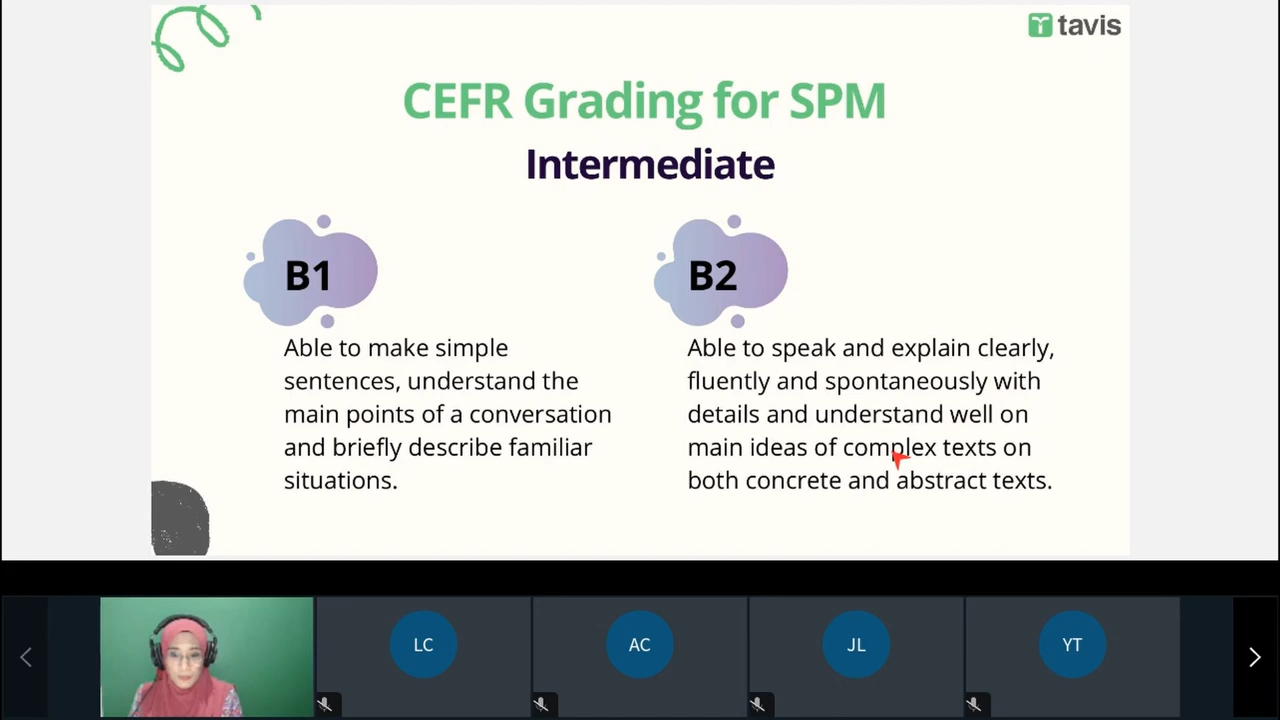 tavis
CEFR Grading for SPM
Intermediate
B1
Able to make simple
sentences, understand the
main points of a conversation
and briefly describe familiar
situations.
B2
Able to speak and explain clearly,
fluently and spontaneously with
details and understand well on
main ideas of complex texts on
both concrete and abstract texts.
LC
AC
JL
YT